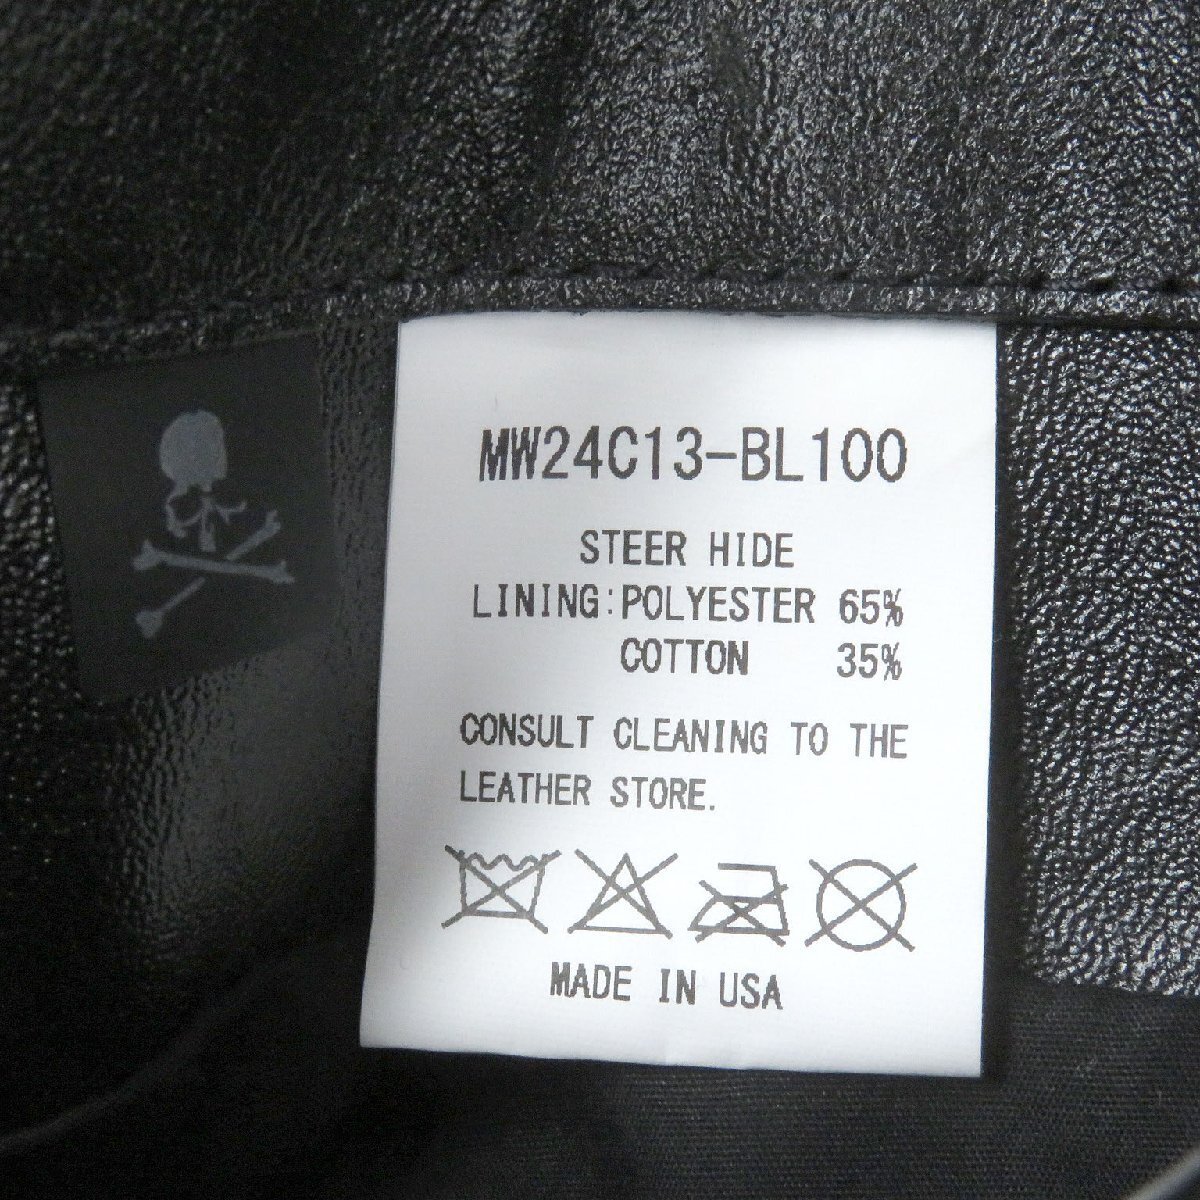 MW24C13-BL100
STEER HIDE
LINING:POLYESTER 65%
COTTON 35%
CONSULT CLEANING TO THE
LEATHER STORE.
MADE IN USA